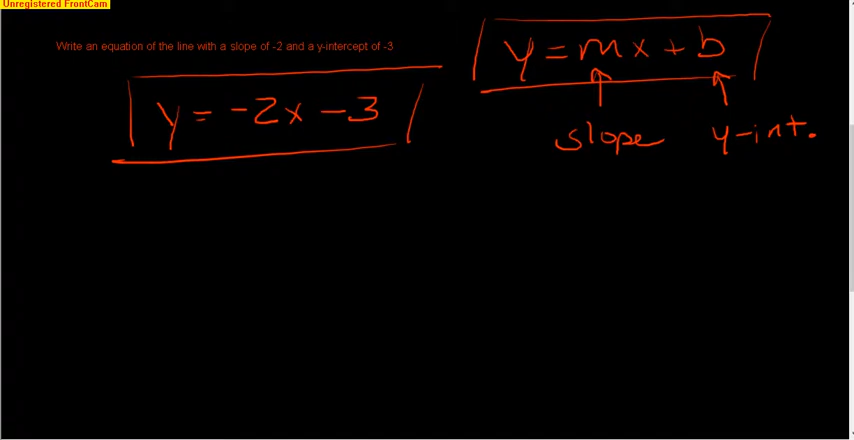 Unregistered FrontCam
Write an equation of the line with a slope of -2 and a y-intercept of -3
y = mx + b
slope y-int.
y = -2x - 3